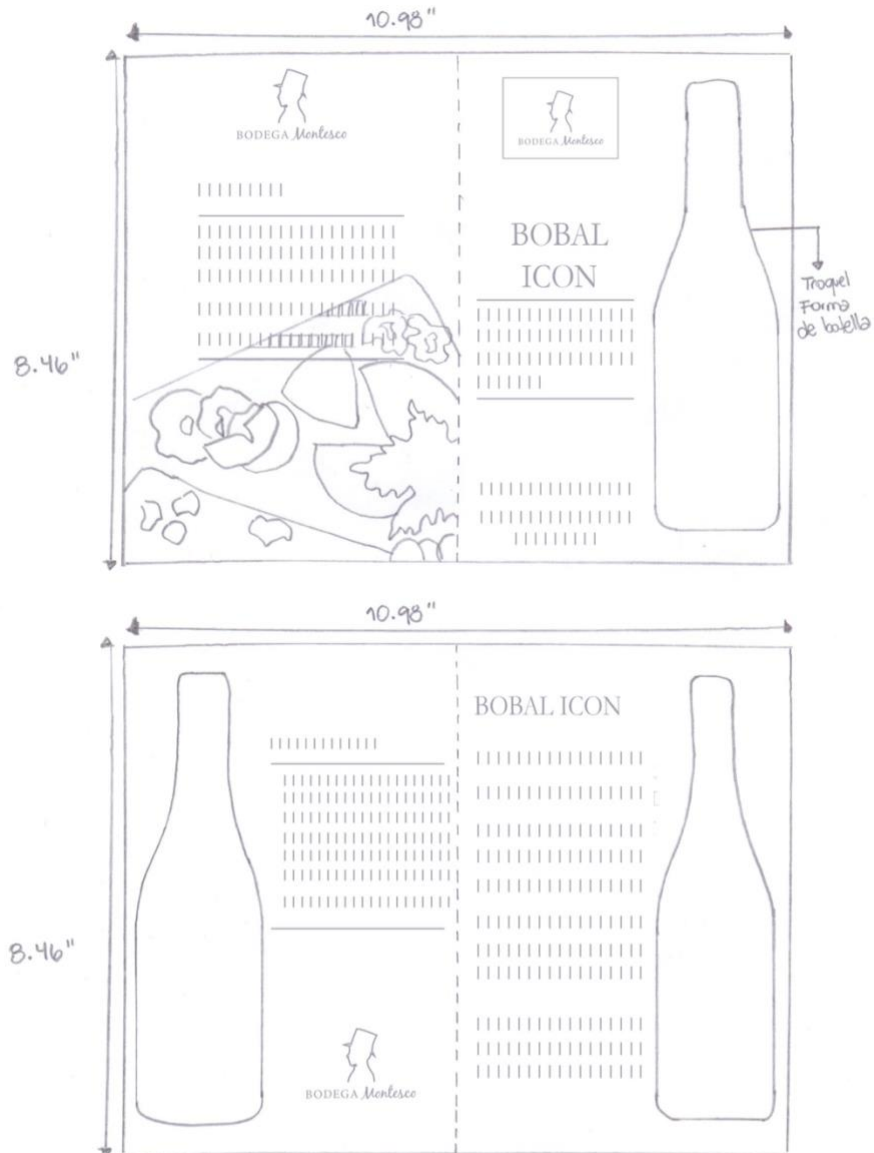 10.98"
8.46"
BODEGA Montesco
BODEGA Montesco
BOBAL
ICON
Troquel
Forma
de botella
10.98"
8.46"
BOBAL ICON
BODEGA Montesco